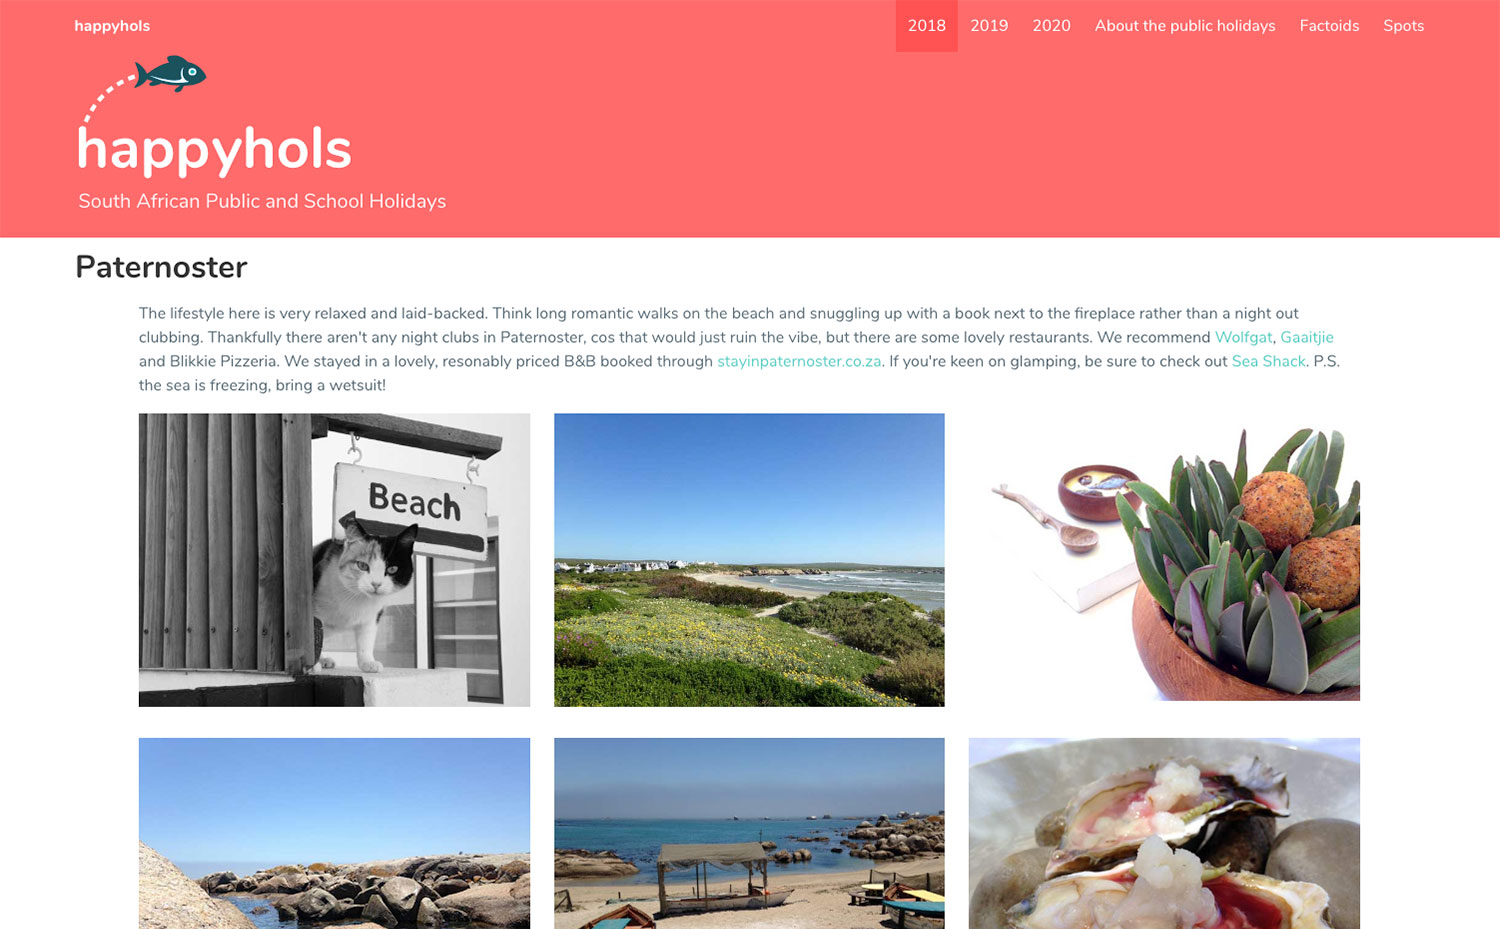 happyhols
2018 2019 2020 About the public holidays Factoids Spots
happyhols
South African Public and School Holidays
Paternoster
The lifestyle here is very relaxed and laid-backed. Think long romantic walks on the beach and snuggling up with a book next to the fireplace rather than a night out
clubbing. Thankfully there aren't any night clubs in Paternoster, cos that would just ruin the vibe, but there are some lovely restaurants. We recommend Wolfgat, Gaaitjie
and Blikkie Pizzeria. We stayed in a lovely, resonably priced B&B booked through stayinpaternoster.co.za. If you're keen on glamping, be sure to check out Sea Shack. P.S.
the sea is freezing, bring a wetsuit!
Beach